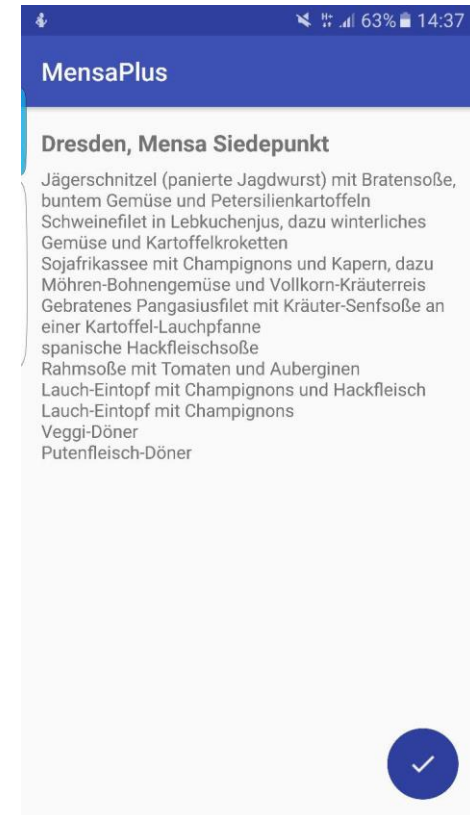 63% 14:37
MensaPlus
Dresden, Mensa Siedepunkt
Jägerschnitzel (panierte Jagdwurst) mit Bratensoße,
buntem Gemüse und Petersilienkartoffeln
Schweinefilet in Lebkuchenjus, dazu winterliches
Gemüse und Kartoffelkroketten
Sojafrikassee mit Champignons und Kapern, dazu
Möhren-Bohnengemüse und Vollkorn-Kräuterreis
Gebratenes Pangasiusfilet mit Kräuter-Senfsoße an
einer Kartoffel-Lauchpfanne
spanische Hackfleischsoße
Rahmsoße mit Tomaten und Auberginen
Lauch-Eintopf mit Champignons und Hackfleisch
Lauch-Eintopf mit Champignons
Veggi-Döner
Putenfleisch-Döner